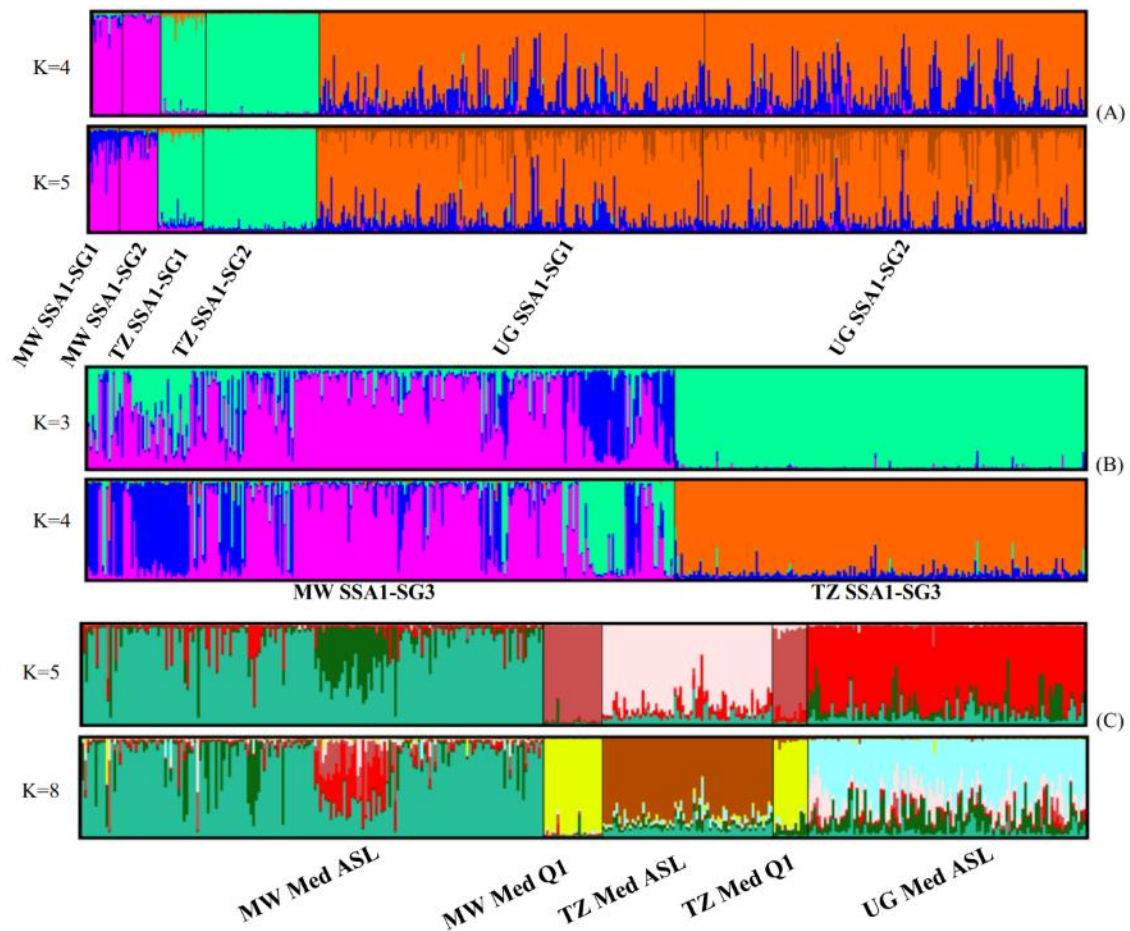 K=4
(A)
K=5
MW SSA1-SG1
MW SSA1-SG2
TZ SSA1-SG1
TZ SSA1-SG2
UG SSA1-SG1
UG SSA1-SG2
K=3
(B)
K=4
MW SSA1-SG3
TZ SSA1-SG3
K=5
(C)
K=8
MW Med ASL
MW Med Q1
TZ Med ASL
TZ Med Q1
UG Med ASL